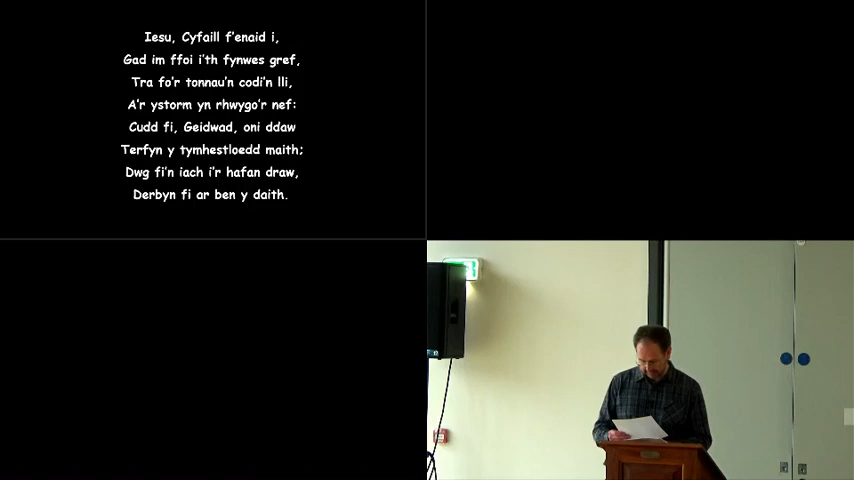 Iesu, Cyfaill f'enaid i,
Gad im ffoi i'th fynwes gref,
Tra fo'r tonnau'n codi'n lli,
A'r ystorm yn rhwygo'r nef:
Cudd fi, Geidwad, oni ddaw
Terfyn y tymhestloedd maith;
Dwg fi'n iach i'r hafan draw,
Derbyn fi ar ben y daith.